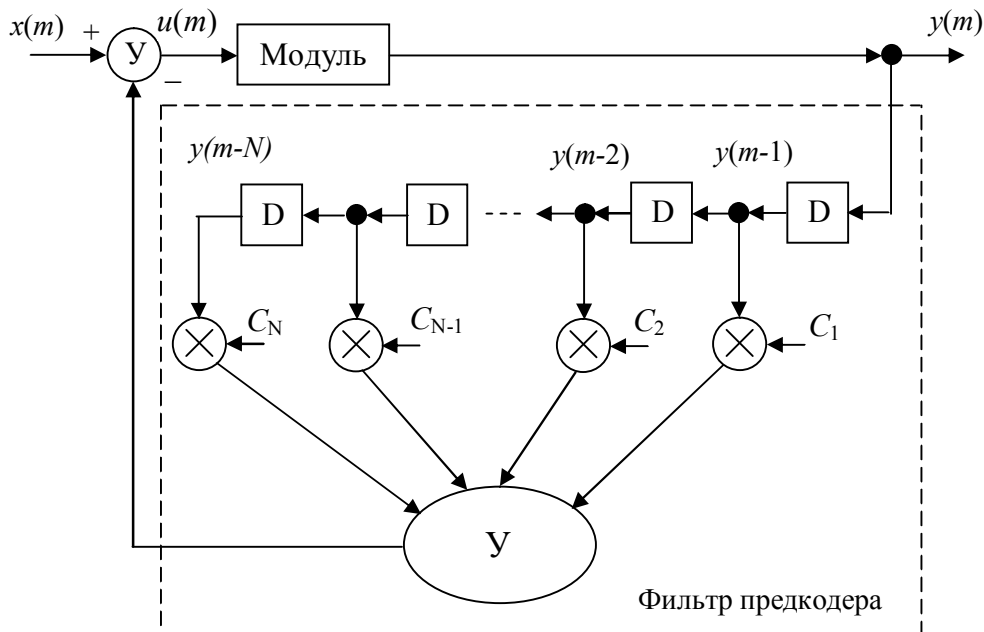 x(m) + u(m) y(m)
У Модуль
−
y(m-N) y(m-2) y(m-1)
D D D D
C_N C_N-1 C_2 C_1
У
Фильтр предкодера